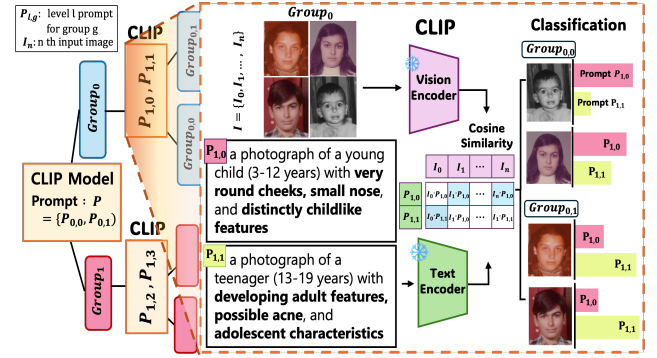 P_{l,g}: level l prompt
for group g
I_n: n th input image
CLIP
P_{1,0}, P_{1,1}
Group_0
Group_{0,1}
Group_{0,0}
CLIP Model
Prompt : P
= {P_{0,0}, P_{0,1})
CLIP
P_{1,2}, P_{1,3}
Group_1
Group_0
I = {I_0, I_1, ... , I_n}
P_{1,0} a photograph of a young
child (3-12 years) with very
round cheeks, small nose,
and distinctly childlike
features
P_{1,1} a photograph of a
teenager (13-19 years) with
developing adult features,
possible acne, and
adolescent characteristics
CLIP
Vision
Encoder
Cosine
Similarity
I_0 I_1 ... I_n
P_{1,0} I_0·P_{1,0} I_1·P_{1,0} ... I_n·P_{1,0}
P_{1,1} I_0·P_{1,1} I_1·P_{1,0} ... I_n·P_{1,1}
Text
Encoder
Classification
Group_{0,0}
Prompt P_{1,0}
Prompt P_{1,1}
P_{1,0}
P_{1,1}
Group_{0,1}
P_{1,0}
P_{1,1}
P_{1,0}
P_{1,1}